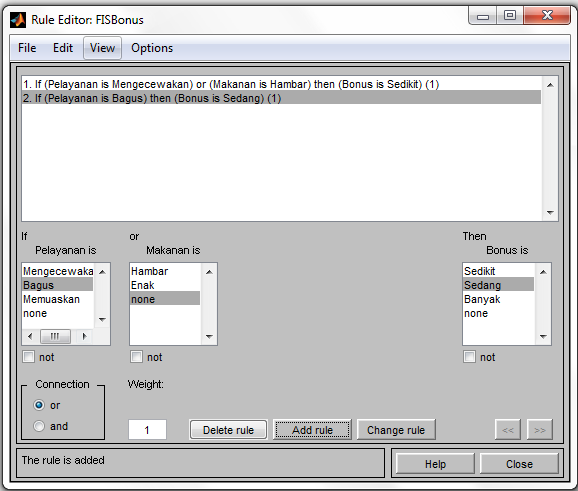 Rule Editor: FISBonus
File Edit View Options
1. If (Pelayanan is Mengecewakan) or (Makanan is Hambar) then (Bonus is Sedikit) (1)
2. If (Pelayanan is Bagus) then (Bonus is Sedang) (1)
If or Then
Pelayanan is Makanan is Bonus is
Mengecewaka Hambar Sedikit
Bagus Enak Sedang
Memuaskan none Banyak
none none
not not not
Connection Weight:
or
and 1 Delete rule Add rule Change rule << >>
The rule is added Help Close